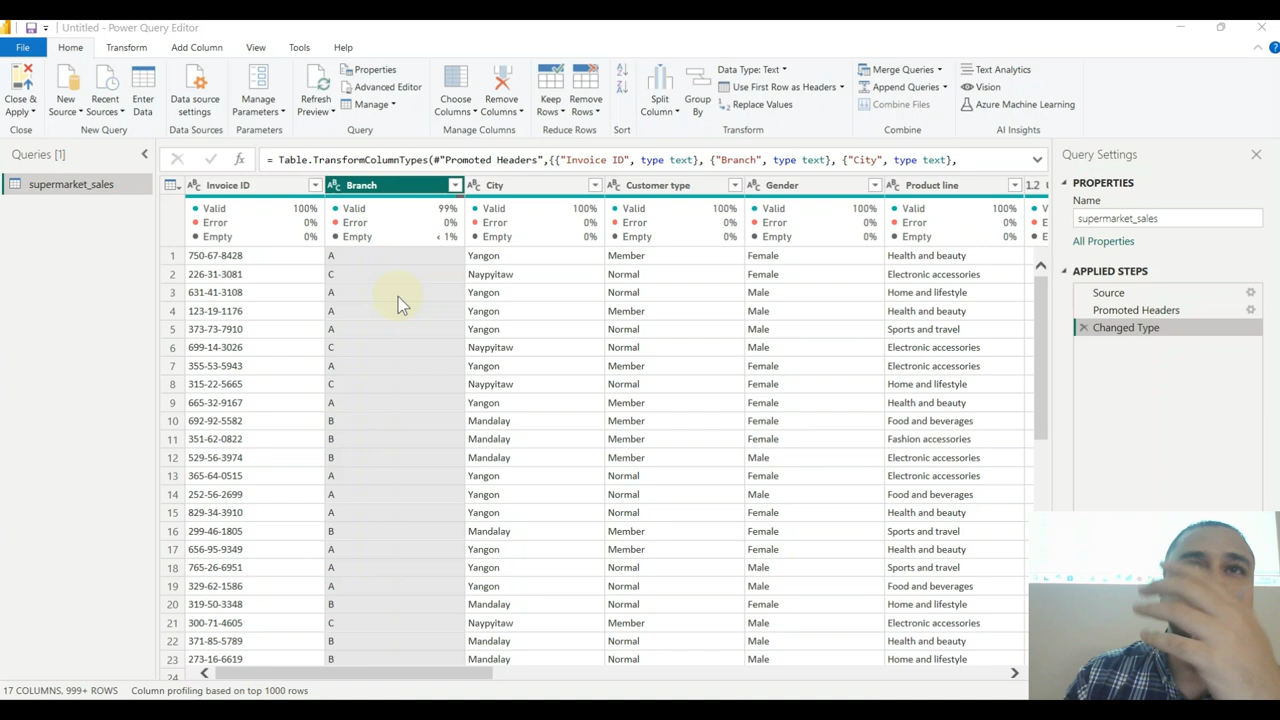 Untitled - Power Query Editor
File Home Transform Add Column View Tools Help
Close & Apply New Source Recent Sources Enter Data Data source settings Manage Parameters Refresh Preview Properties Advanced Editor Manage Choose Columns Remove Columns Keep Rows Remove Rows Split Column Group By Data Type: Text Use First Row as Headers Replace Values Merge Queries Append Queries Combine Files Text Analytics Vision Azure Machine Learning
Close New Query Data Sources Parameters Query Manage Columns Reduce Rows Sort Transform Combine AI Insights
Queries [1]
supermarket_sales
= Table.TransformColumnTypes(#"Promoted Headers",{{"Invoice ID", type text}, {"Branch", type text}, {"City", type text},
Invoice ID Branch City Customer type Gender Product line 1.2
Valid 100% Valid 99% Valid 100% Valid 100% Valid 100% Valid 100%
Error 0% Error 0% Error 0% Error 0% Error 0% Error 0%
Empty 0% Empty < 1% Empty 0% Empty 0% Empty 0% Empty 0%
1 750-67-8428 A Yangon Member Female Health and beauty
2 226-31-3081 C Naypyitaw Normal Female Electronic accessories
3 631-41-3108 A Yangon Normal Male Home and lifestyle
4 123-19-1176 A Yangon Member Male Health and beauty
5 373-73-7910 A Yangon Normal Male Sports and travel
6 699-14-3026 C Naypyitaw Normal Male Electronic accessories
7 355-53-5943 A Yangon Member Female Electronic accessories
8 315-22-5665 C Naypyitaw Normal Female Home and lifestyle
9 665-32-9167 A Yangon Member Female Health and beauty
10 692-92-5582 B Mandalay Member Female Food and beverages
11 351-62-0822 B Mandalay Member Female Fashion accessories
12 529-56-3974 B Mandalay Member Male Electronic accessories
13 365-64-0515 A Yangon Normal Female Electronic accessories
14 252-56-2699 A Yangon Normal Male Food and beverages
15 829-34-3910 A Yangon Normal Female Health and beauty
16 299-46-1805 B Mandalay Member Female Sports and travel
17 656-95-9349 A Yangon Member Female Health and beauty
18 765-26-6951 A Yangon Normal Male Sports and travel
19 329-62-1586 A Yangon Normal Male Food and beverages
20 319-50-3348 B Mandalay Normal Female Home and lifestyle
21 300-71-4605 C Naypyitaw Member Male Electronic accessories
22 371-85-5789 B Mandalay Normal Male Health and beauty
23 273-16-6619 B Mandalay Normal Male Home and lifestyle
24
Query Settings
PROPERTIES
Name
supermarket_sales
All Properties
APPLIED STEPS
Source
Promoted Headers
Changed Type
17 COLUMNS, 999+ ROWS Column profiling based on top 1000 rows